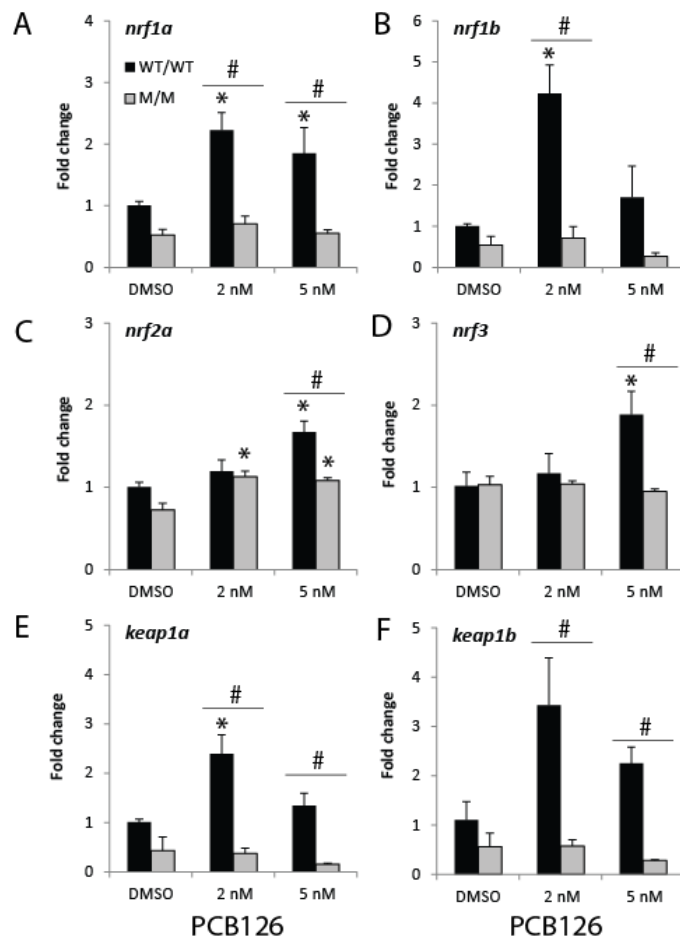 A
nrf1a
Fold change
4
3
2
1
0
WT/WT
M/M
#
*
#
*
DMSO
2 nM
5 nM
B
nrf1b
Fold change
6
5
4
3
2
1
0
#
*
DMSO
2 nM
5 nM
C
nrf2a
Fold change
3
2
1
0
*
#
*
*
DMSO
2 nM
5 nM
D
nrf3
Fold change
3
2
1
0
#
*
DMSO
2 nM
5 nM
E
keap1a
Fold change
5
4
3
2
1
0
#
*
#
DMSO
2 nM
5 nM
PCB126
F
keap1b
Fold change
5
4
3
2
1
0
#
#
DMSO
2 nM
5 nM
PCB126